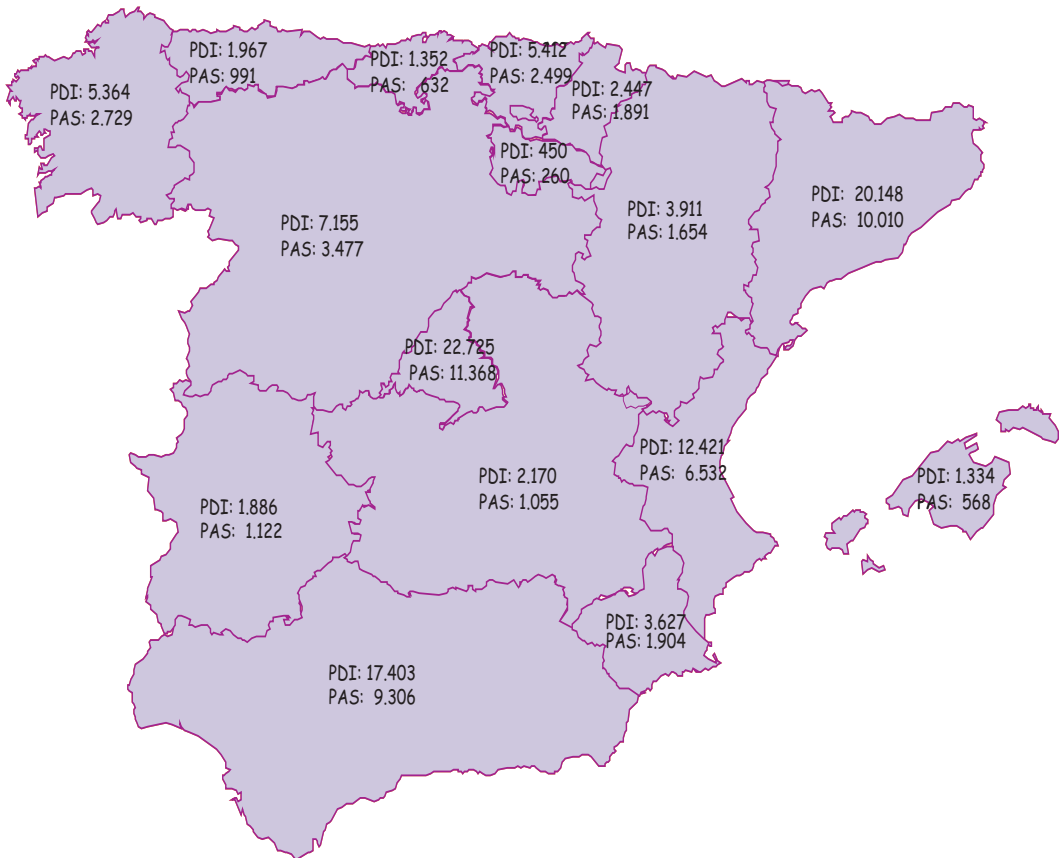 PDI: 1.967
PAS: 991
PDI: 1.352
PAS: 632
PDI: 5.412
PAS: 2.499
PDI: 5.364
PAS: 2.729
PDI: 2.447
PAS: 1.891
PDI: 450
PAS: 260
PDI: 20.148
PAS: 10.010
PDI: 3.911
PAS: 1.654
PDI: 7.155
PAS: 3.477
PDI: 22.725
PAS: 11.368
PDI: 12.421
PAS: 6.532
PDI: 2.170
PAS: 1.055
PDI: 1.334
PAS: 568
PDI: 1.886
PAS: 1.122
PDI: 3.627
PAS: 1.904
PDI: 17.403
PAS: 9.306